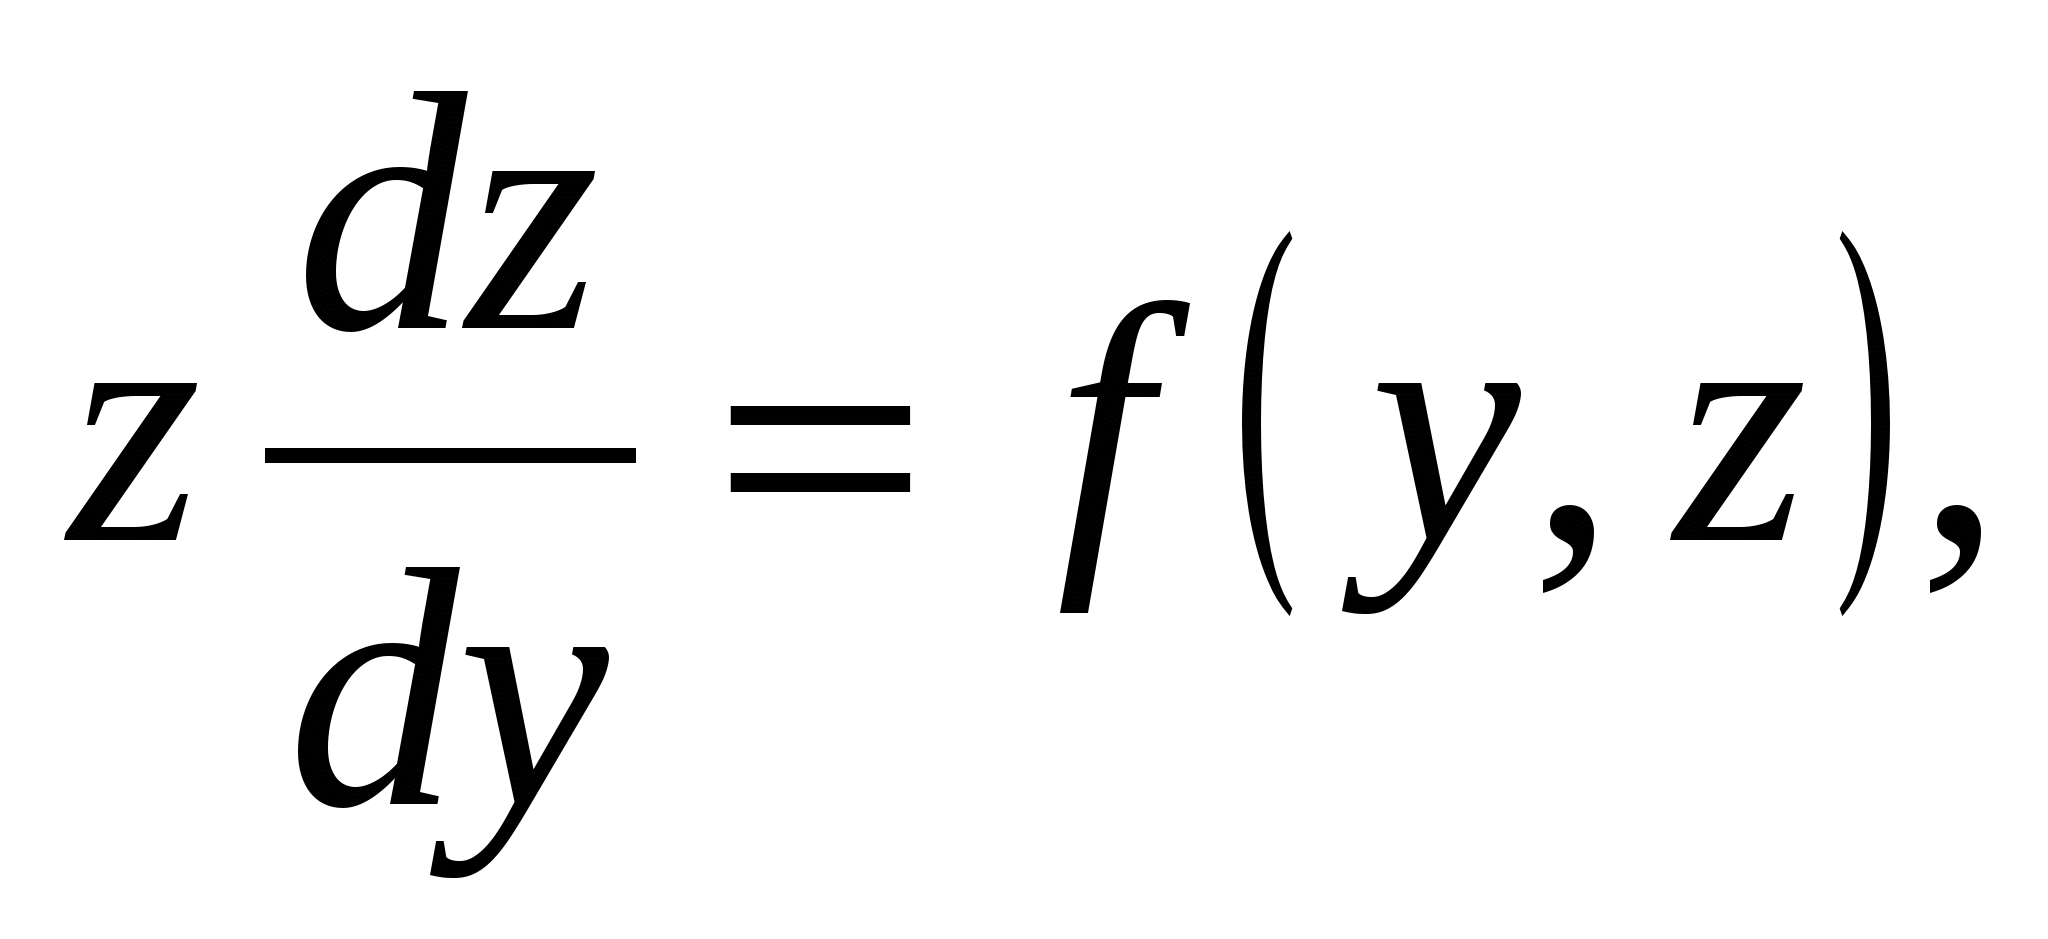 z dz/dy = f(y, z),